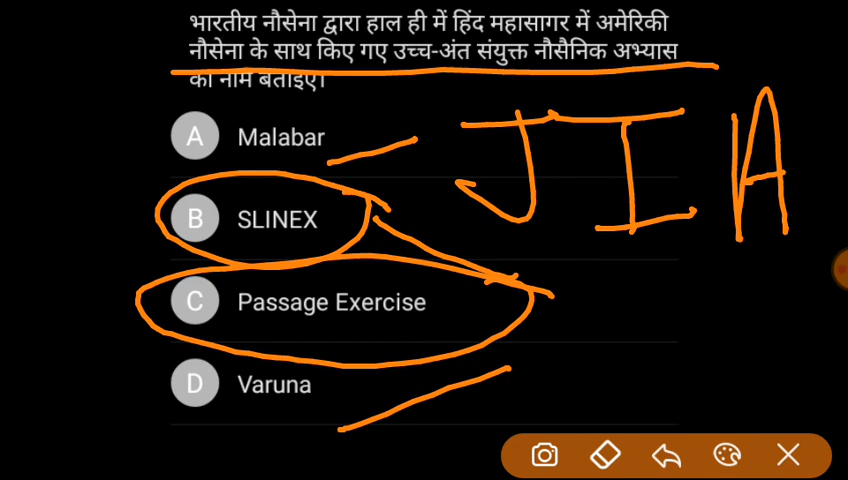 भारतीय नौसेना द्वारा हाल ही में हिंद महासागर में अमेरिकी
नौसेना के साथ किए गए उच्च-अंत संयुक्त नौसैनिक अभ्यास
का नाम बताइए।
A Malabar
B SLINEX
C Passage Exercise
D Varuna
JIA